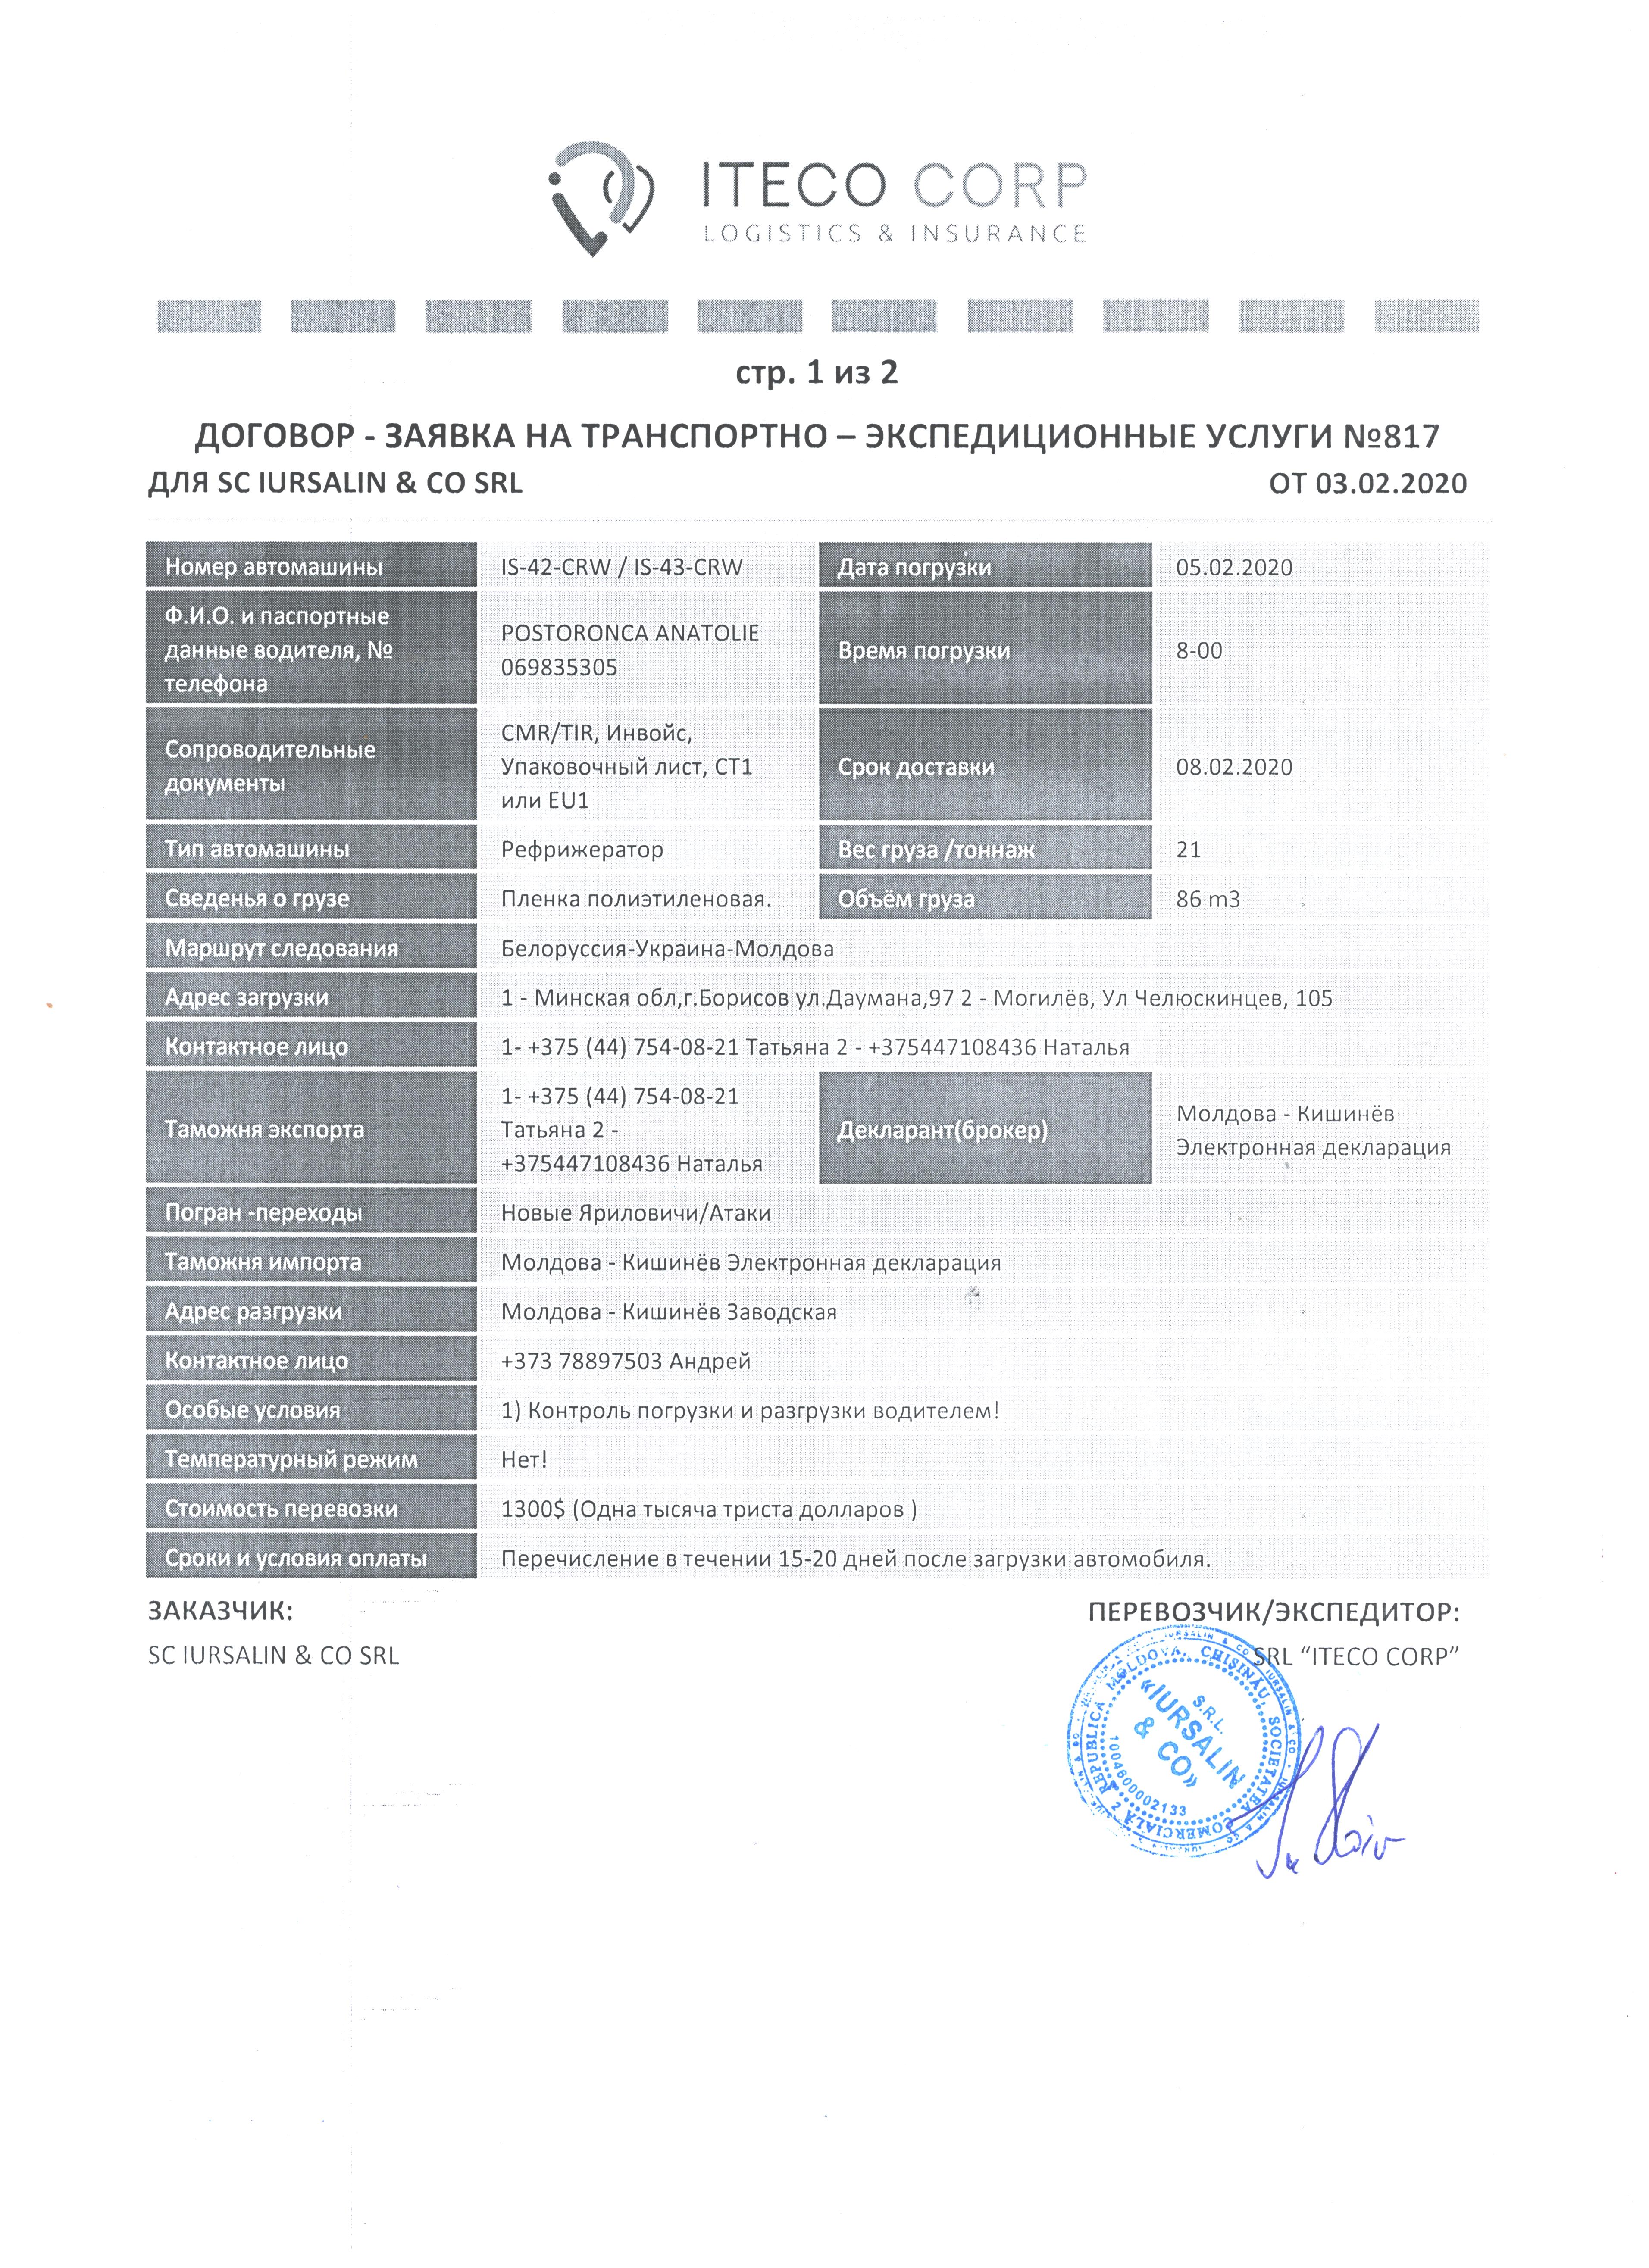 ITECO CORP
LOGISTICS & INSURANCE
стр. 1 из 2
ДОГОВОР - ЗАЯВКА НА ТРАНСПОРТНО – ЭКСПЕДИЦИОННЫЕ УСЛУГИ №817
ДЛЯ SC IURSALIN & CO SRL ОТ 03.02.2020
Номер автомашины IS-42-CRW / IS-43-CRW Дата погрузки 05.02.2020
Ф.И.О. и паспортные
данные водителя, №
телефона
POSTORONCA ANATOLIE
069835305
Время погрузки 8-00
Сопроводительные
документы
CMR/TIR, Инвойс,
Упаковочный лист, СТ1
или EU1
Срок доставки 08.02.2020
Тип автомашины Рефрижератор Вес груза /тоннаж 21
Сведенья о грузе Пленка полиэтиленовая. Объём груза 86 m3
Маршрут следования Белоруссия-Украина-Молдова
Адрес загрузки 1 - Минская обл,г.Борисов ул.Даумана,97 2 - Могилёв, Ул Челюскинцев, 105
Контактное лицо 1- +375 (44) 754-08-21 Татьяна 2 - +375447108436 Наталья
Таможня экспорта
1- +375 (44) 754-08-21
Татьяна 2 -
+375447108436 Наталья
Декларант(брокер)
Молдова - Кишинёв
Электронная декларация
Погран -переходы Новые Яриловичи/Атаки
Таможня импорта Молдова - Кишинёв Электронная декларация
Адрес разгрузки Молдова - Кишинёв Заводская
Контактное лицо +373 78897503 Андрей
Особые условия 1) Контроль погрузки и разгрузки водителем!
Температурный режим Нет!
Стоимость перевозки 1300$ (Одна тысяча триста долларов )
Сроки и условия оплаты Перечисление в течении 15-20 дней после загрузки автомобиля.
ЗАКАЗЧИК: ПЕРЕВОЗЧИК/ЭКСПЕДИТОР:
SC IURSALIN & CO SRL SRL “ITECO CORP”
REPUBLICA MOLDOVA, CHIŞINĂU, SOCIETATEA COMERCIALĂ
S.R.L.
«IURSALIN
& CO»
1004600002133